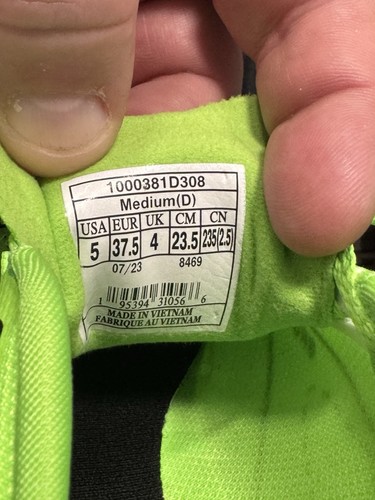 1000381D308
Medium(D)
USA EUR UK CM CN
5 37.5 4 23.5 235(2.5)
07/23 8469
1 95394 31056 6
MADE IN VIETNAM
FABRIQUE AU VIETNAM